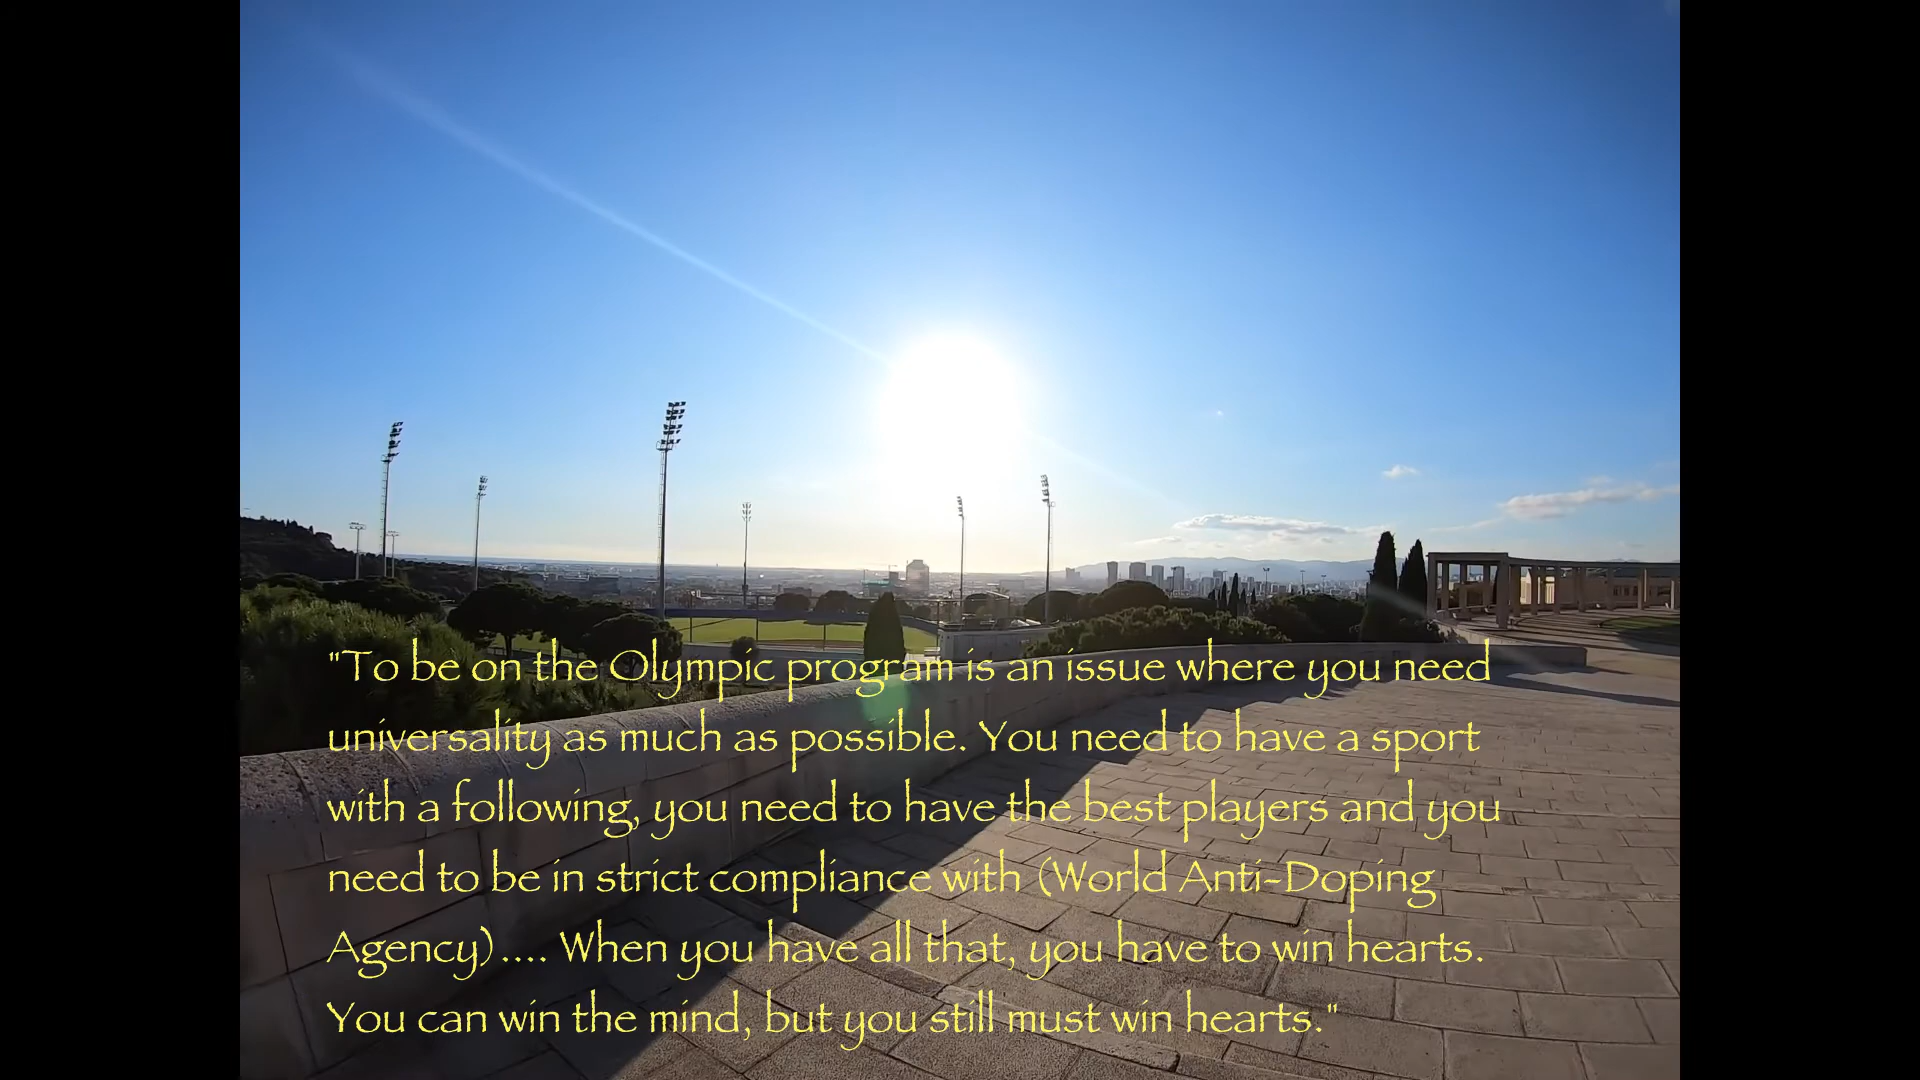 "To be on the Olympic program is an issue where you need
universality as much as possible. You need to have a sport
with a following, you need to have the best players and you
need to be in strict compliance with (World Anti-Doping
Agency).... When you have all that, you have to win hearts.
You can win the mind, but you still must win hearts."